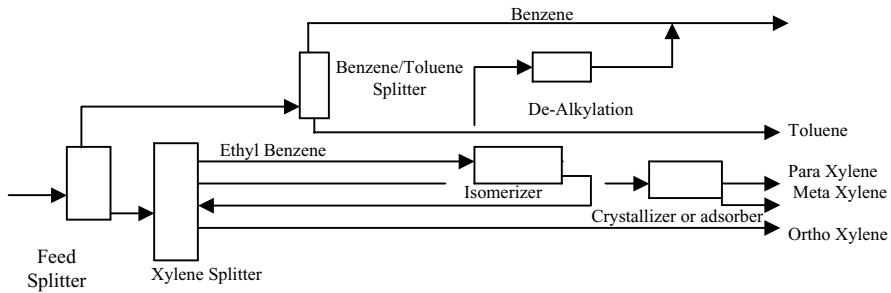 Benzene
Benzene/Toluene
Splitter
De-Alkylation
Toluene
Ethyl Benzene
Isomerizer
Para Xylene
Meta Xylene
Crystallizer or adsorber
Ortho Xylene
Feed
Splitter
Xylene Splitter